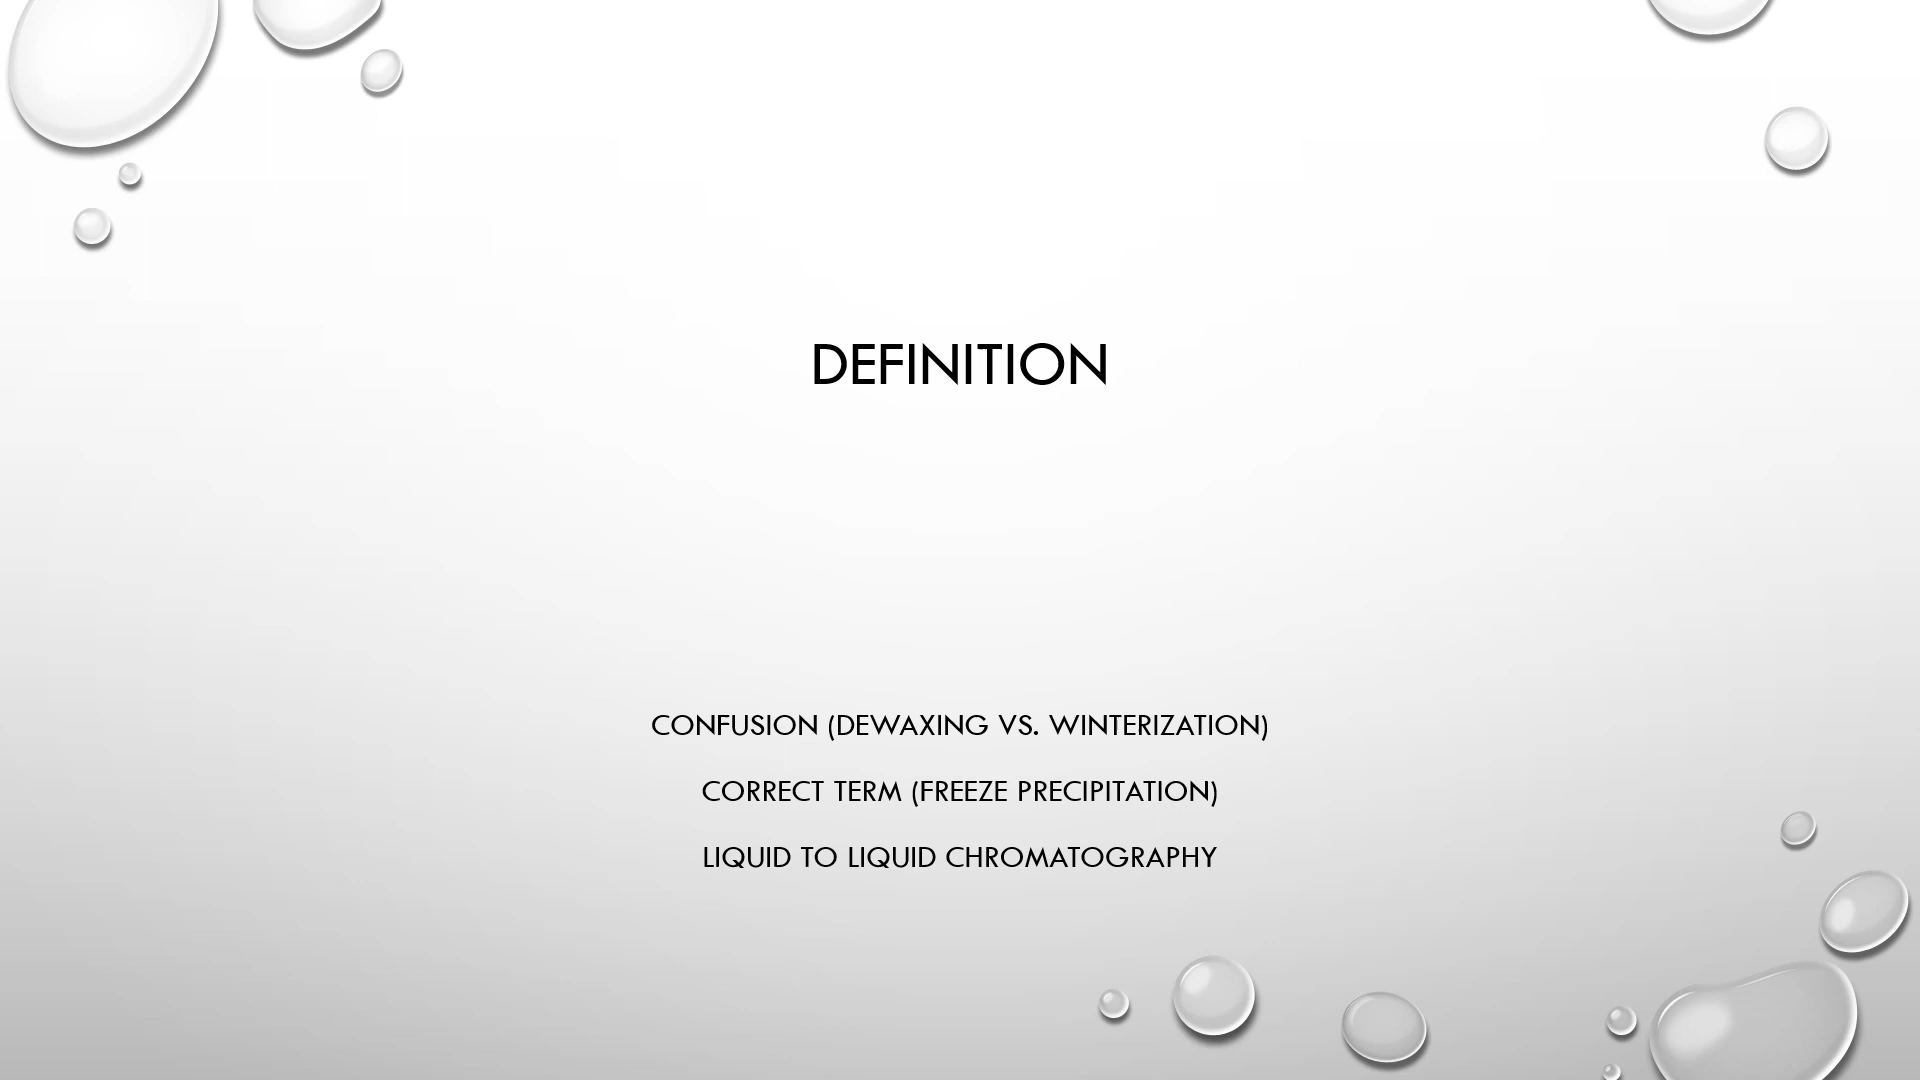 DEFINITION
CONFUSION (DEWAXING VS. WINTERIZATION)
CORRECT TERM (FREEZE PRECIPITATION)
LIQUID TO LIQUID CHROMATOGRAPHY